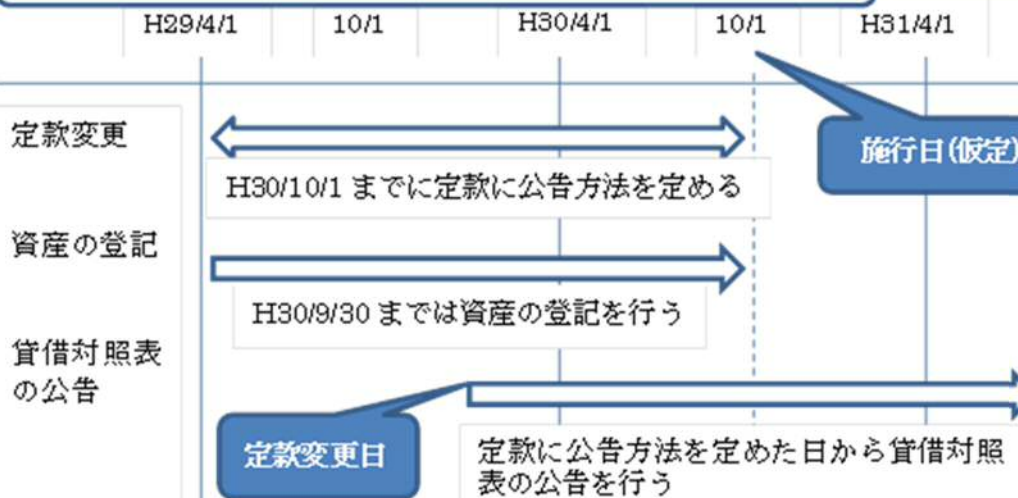 H29/4/1 10/1 H30/4/1 10/1 H31/4/1
施行日(仮定)
定款変更
H30/10/1 までに定款に公告方法を定める
資産の登記
H30/9/30 までは資産の登記を行う
貸借対照表
の公告
定款変更日
定款に公告方法を定めた日から貸借対照
表の公告を行う